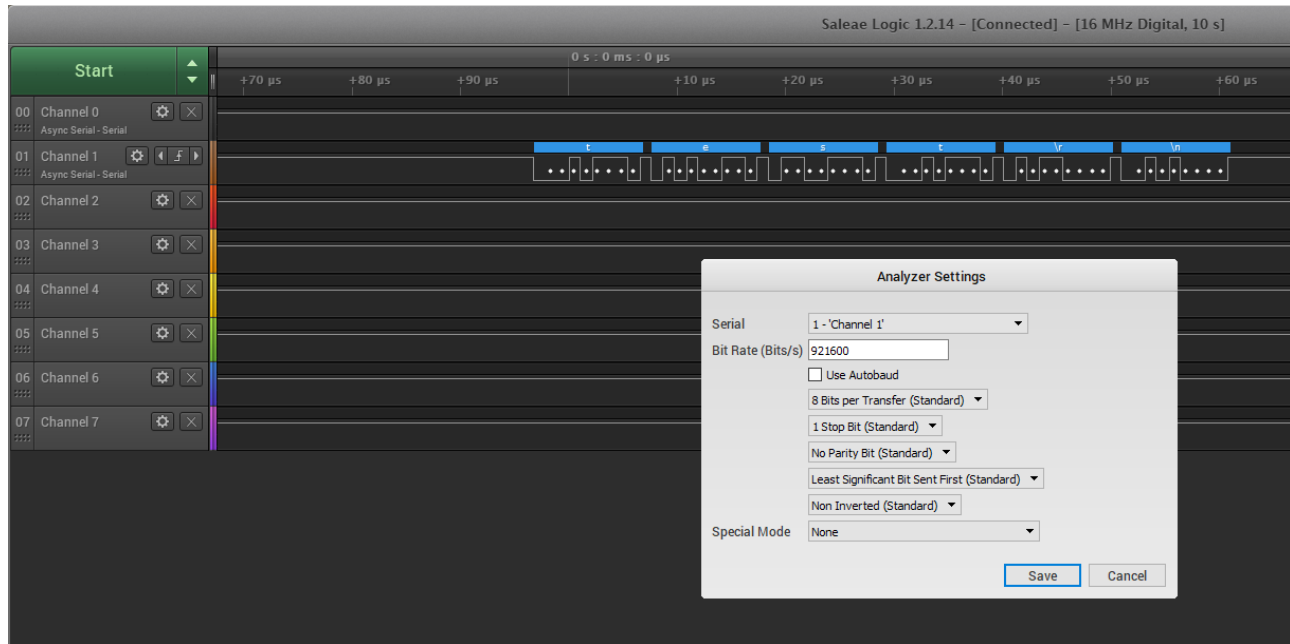 Saleae Logic 1.2.14 - [Connected] - [16 MHz Digital, 10 s]
Start
0 s : 0 ms : 0 µs
+70 µs +80 µs +90 µs +10 µs +20 µs +30 µs +40 µs +50 µs +60 µs
00 Channel 0
Async Serial - Serial
01 Channel 1
Async Serial - Serial
t e s t \r \n
02 Channel 2
03 Channel 3
04 Channel 4
05 Channel 5
06 Channel 6
07 Channel 7
Analyzer Settings
Serial 1 - 'Channel 1'
Bit Rate (Bits/s) 921600
Use Autobaud
8 Bits per Transfer (Standard)
1 Stop Bit (Standard)
No Parity Bit (Standard)
Least Significant Bit Sent First (Standard)
Non Inverted (Standard)
Special Mode None
Save Cancel